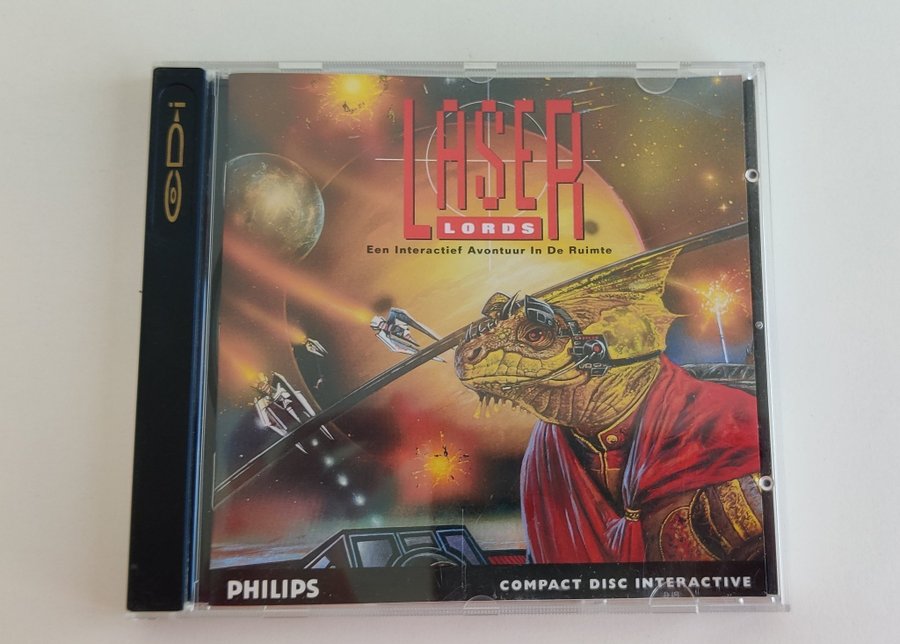 CD-i
LASER
LORDS
Een Interactief Avontuur In De Ruimte
PHILIPS
COMPACT DISC INTERACTIVE